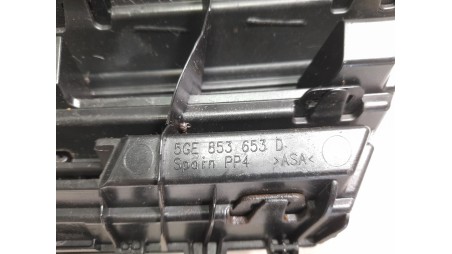 5GE 853 653 D
Spain PP4 >ASA<